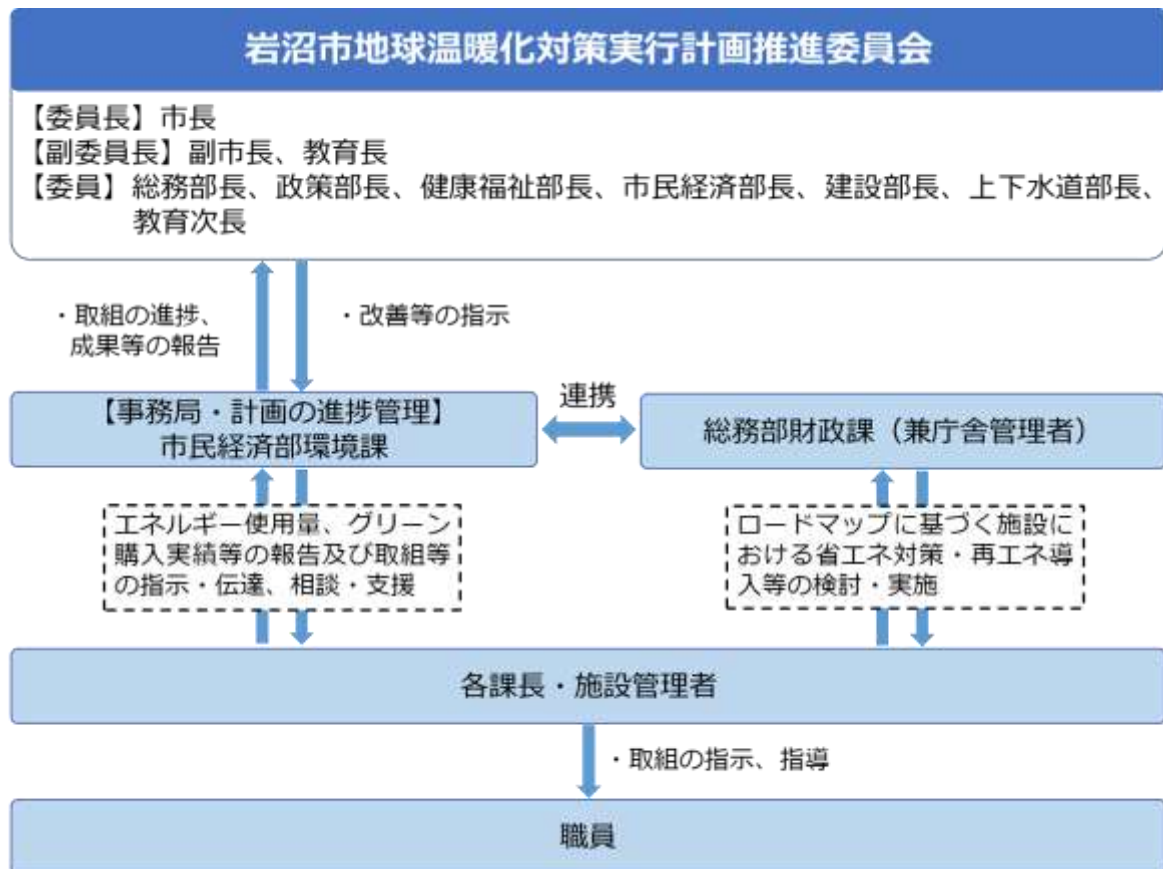 岩沼市地球温暖化対策実行計画推進委員会
【委員長】市長
【副委員長】副市長、教育長
【委員】総務部長、政策部長、健康福祉部長、市民経済部長、建設部長、上下水道部長、
教育次長
・取組の進捗、
成果等の報告
・改善等の指示
【事務局・計画の進捗管理】
市民経済部環境課
連携
総務部財政課（兼庁舎管理者）
エネルギー使用量、グリーン
購入実績等の報告及び取組等
の指示・伝達、相談・支援
ロードマップに基づく施設に
おける省エネ対策・再エネ導
入等の検討・実施
各課長・施設管理者
・取組の指示、指導
職員